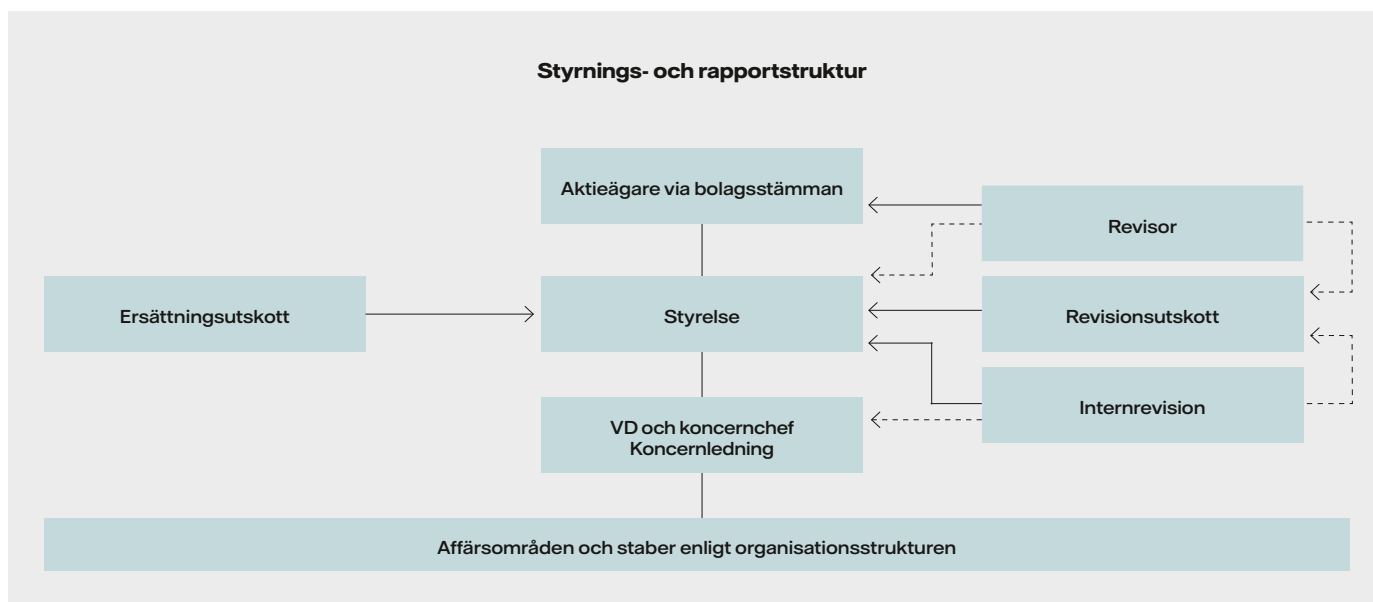 Styrnings- och rapportstruktur
Aktieägare via bolagsstämman
Revisor
Ersättningsutskott
Styrelse
Revisionsutskott
VD och koncernchef
Koncernledning
Internrevision
Affärsområden och staber enligt organisationsstrukturen